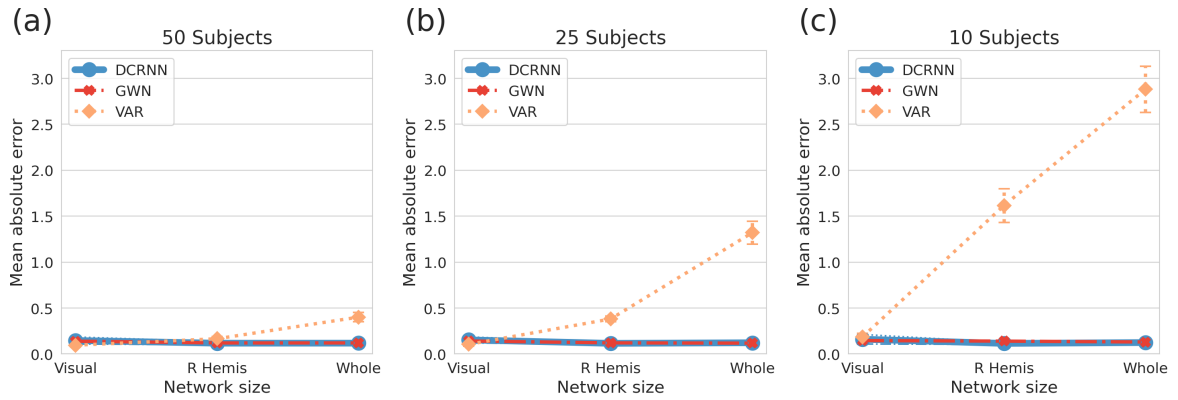 (a)
50 Subjects
Mean absolute error
3.0
2.5
2.0
1.5
1.0
0.5
0.0
DCRNN
GWN
VAR
Visual
R Hemis
Whole
Network size
(b)
25 Subjects
Mean absolute error
3.0
2.5
2.0
1.5
1.0
0.5
0.0
DCRNN
GWN
VAR
Visual
R Hemis
Whole
Network size
(c)
10 Subjects
Mean absolute error
3.0
2.5
2.0
1.5
1.0
0.5
0.0
DCRNN
GWN
VAR
Visual
R Hemis
Whole
Network size